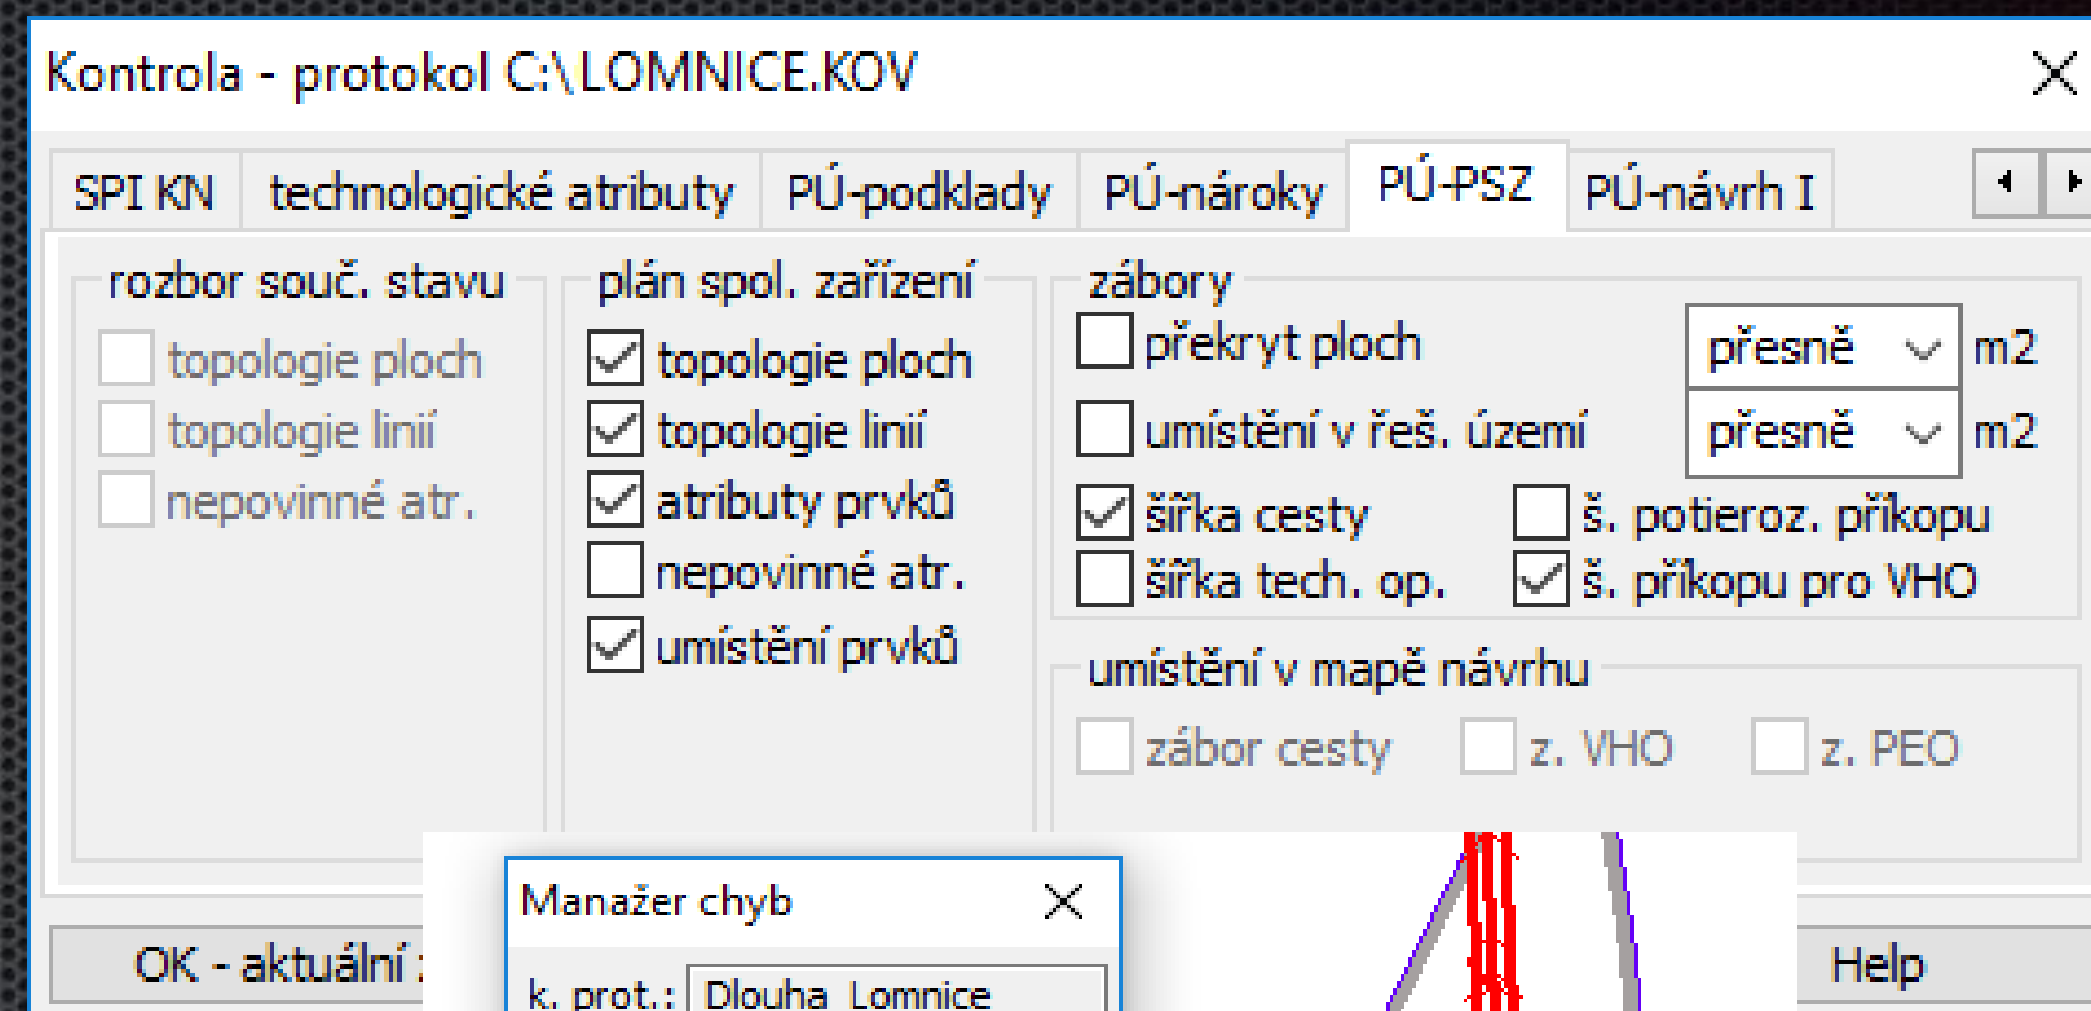 Kontrola - protokol C:\LOMNICE.KOV
SPI KN technologické atributy PÚ-podklady PÚ-nároky PÚ-PSZ PÚ-návrh I
rozbor souč. stavu
topologie ploch
topologie linií
nepovinné atr.
plán spol. zařízení
topologie ploch
topologie linií
atributy prvků
nepovinné atr.
umístění prvků
zábory
překryt ploch přesně m2
umístění v řeš. území přesně m2
šířka cesty š. potieroz. příkopu
šířka tech. op. š. příkopu pro VHO
umístění v mapě návrhu
zábor cesty z. VHO z. PEO
OK - aktuální
Help
Manažer chyb
k. prot.: Dlouha_Lomnice